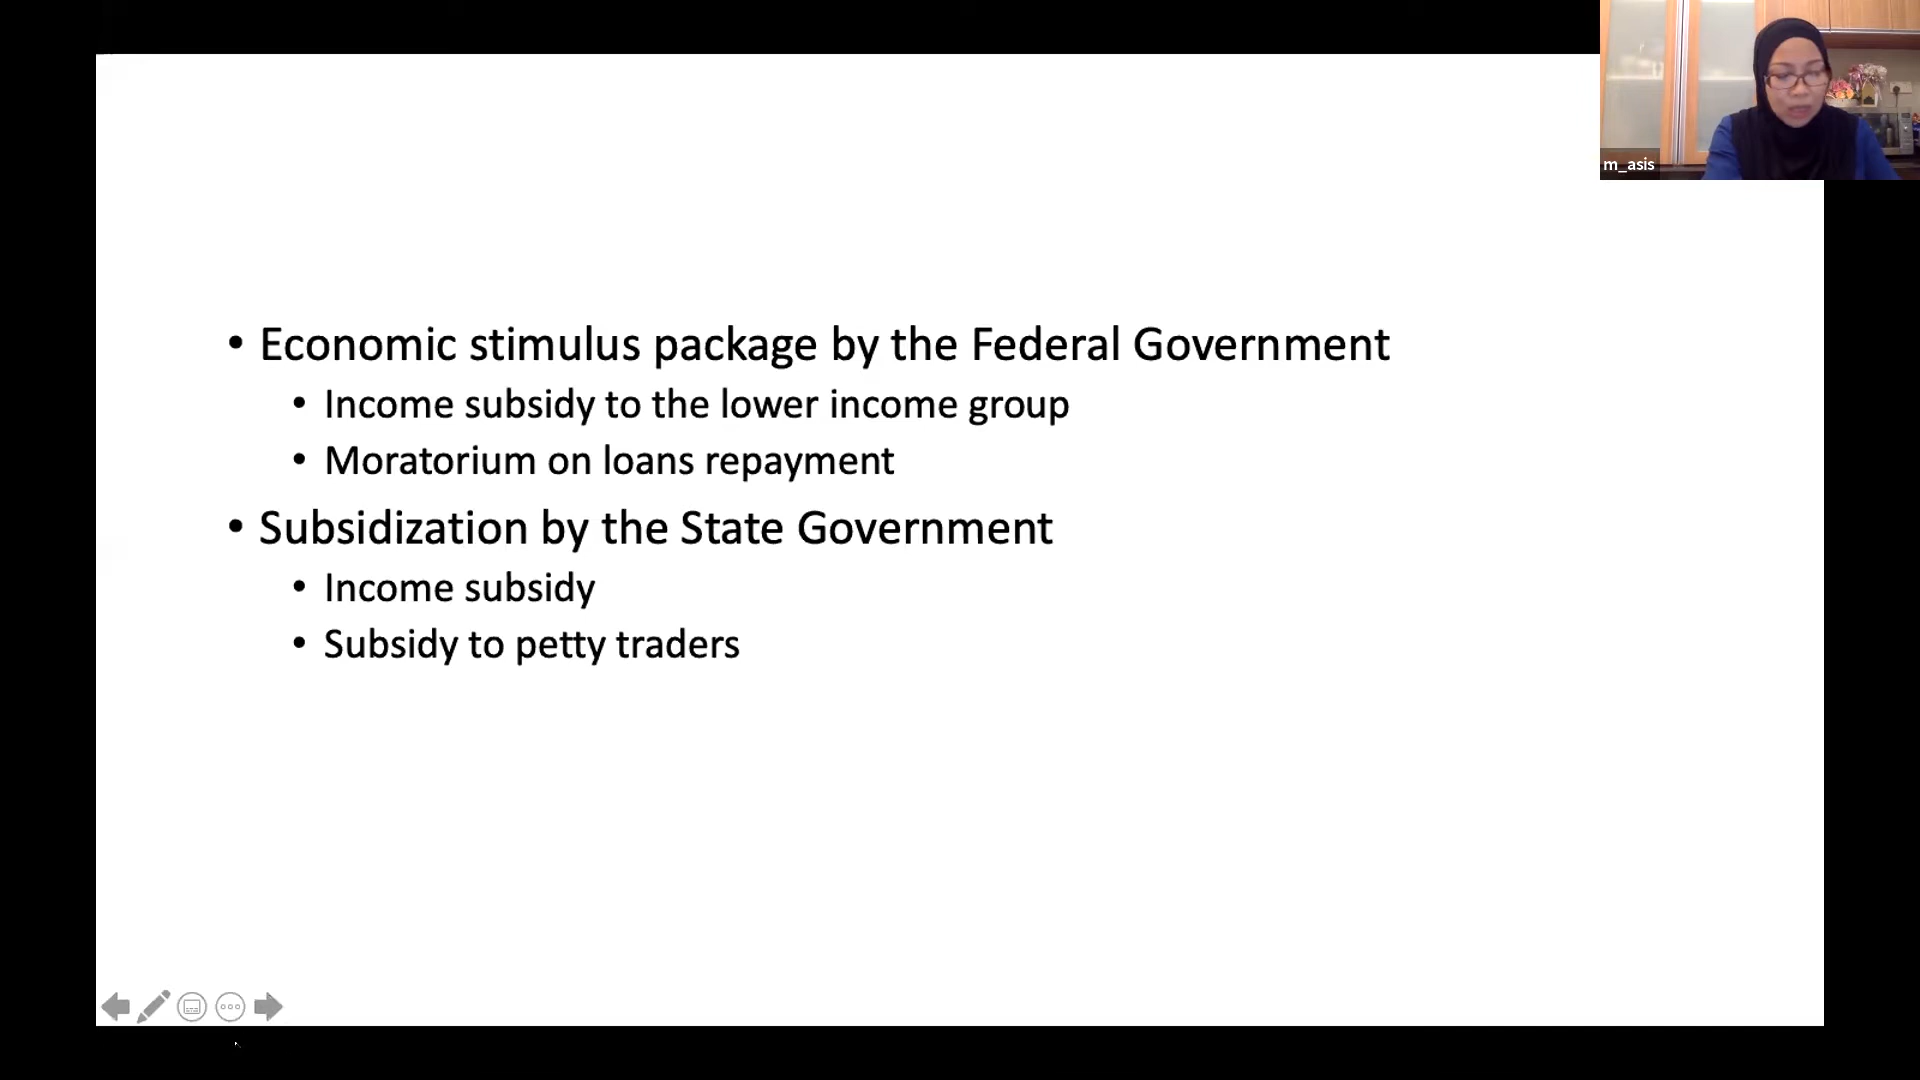 m_asis
• Economic stimulus package by the Federal Government
• Income subsidy to the lower income group
• Moratorium on loans repayment
• Subsidization by the State Government
• Income subsidy
• Subsidy to petty traders